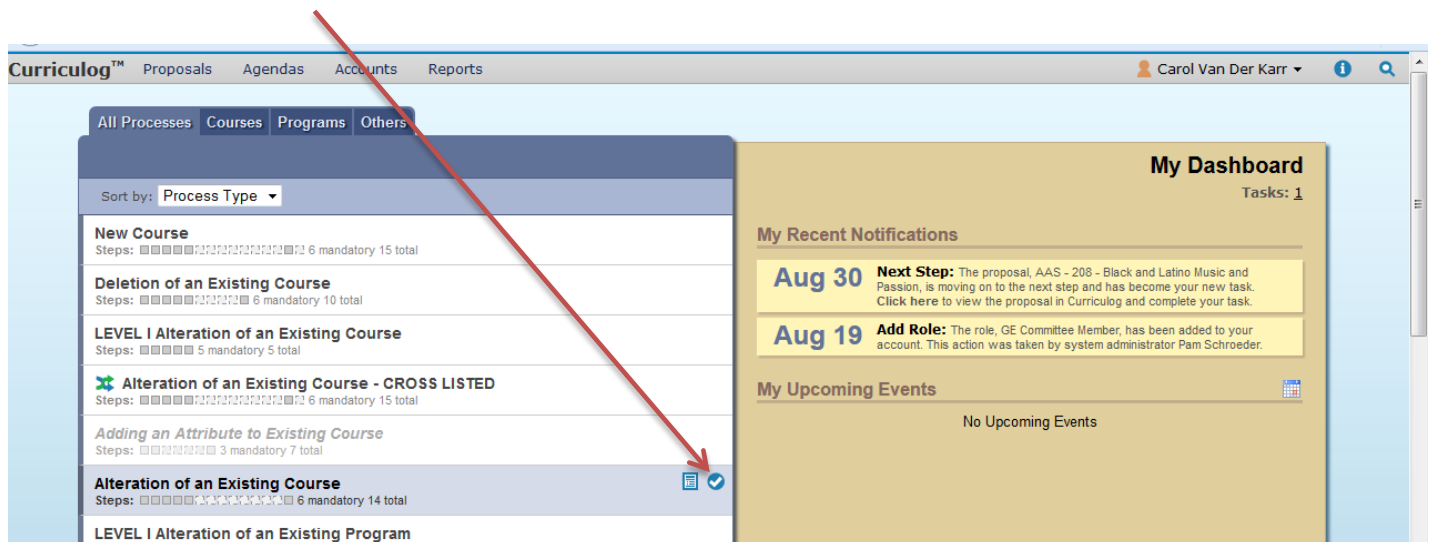 Curriculog™ Proposals Agendas Accounts Reports Carol Van Der Karr
All Processes Courses Programs Others
Sort by: Process Type
New Course
Steps: 6 mandatory 15 total
Deletion of an Existing Course
Steps: 6 mandatory 10 total
LEVEL I Alteration of an Existing Course
Steps: 5 mandatory 5 total
Alteration of an Existing Course - CROSS LISTED
Steps: 6 mandatory 15 total
Adding an Attribute to Existing Course
Steps: 3 mandatory 7 total
Alteration of an Existing Course
Steps: 6 mandatory 14 total
LEVEL I Alteration of an Existing Program
My Dashboard
Tasks: 1
My Recent Notifications
Aug 30 Next Step: The proposal, AAS - 208 - Black and Latino Music and
Passion, is moving on to the next step and has become your new task.
Click here to view the proposal in Curriculog and complete your task.
Aug 19 Add Role: The role, GE Committee Member, has been added to your
account. This action was taken by system administrator Pam Schroeder.
My Upcoming Events
No Upcoming Events